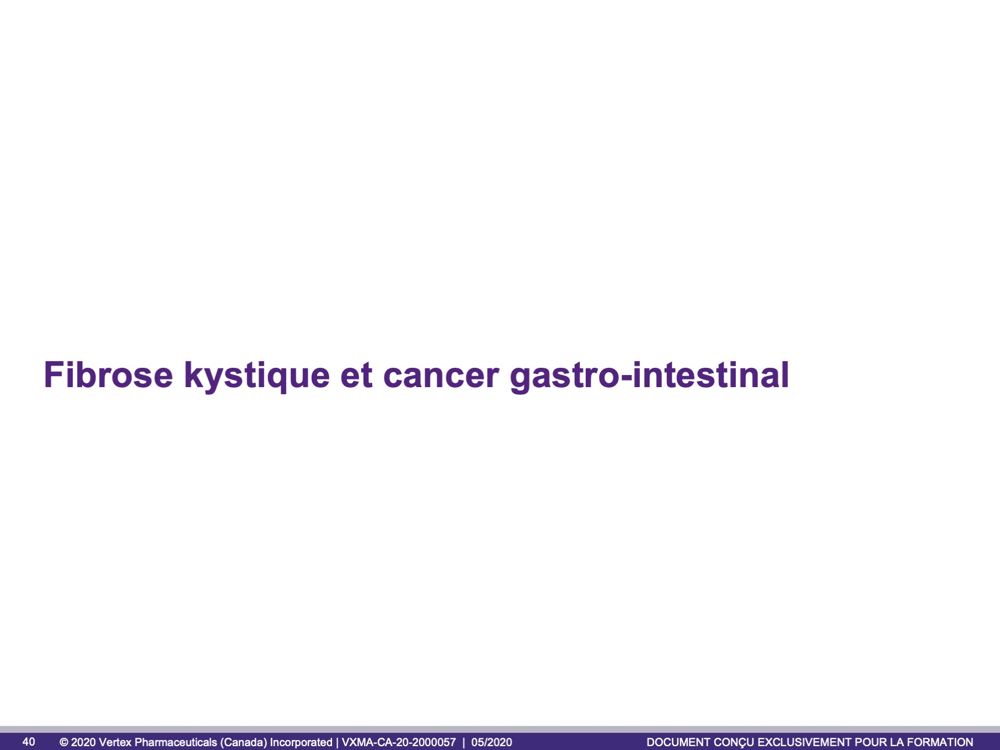 Fibrose kystique et cancer gastro-intestinal
40 © 2020 Vertex Pharmaceuticals (Canada) Incorporated | VXMA-CA-20-2000057 | 05/2020 DOCUMENT CONÇU EXCLUSIVEMENT POUR LA FORMATION